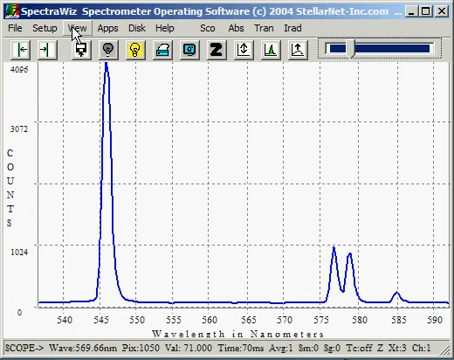 SpectraWiz Spectrometer Operating Software (c) 2004 StellarNet-Inc.com
File Setup View Apps Disk Help Sco Abs Tran Irad
Z
4096
3072
COUNTS
1024
0
540 545 550 555 560 565 570 575 580 585 590
Wavelength in Nanometers
SCOPE-> Wave:569.66nm Pix:1050 Val: 71.000 Time:70ms Avg:1 Sm:0 Sg:0 Tc:off Z Xt:3 Ch:1